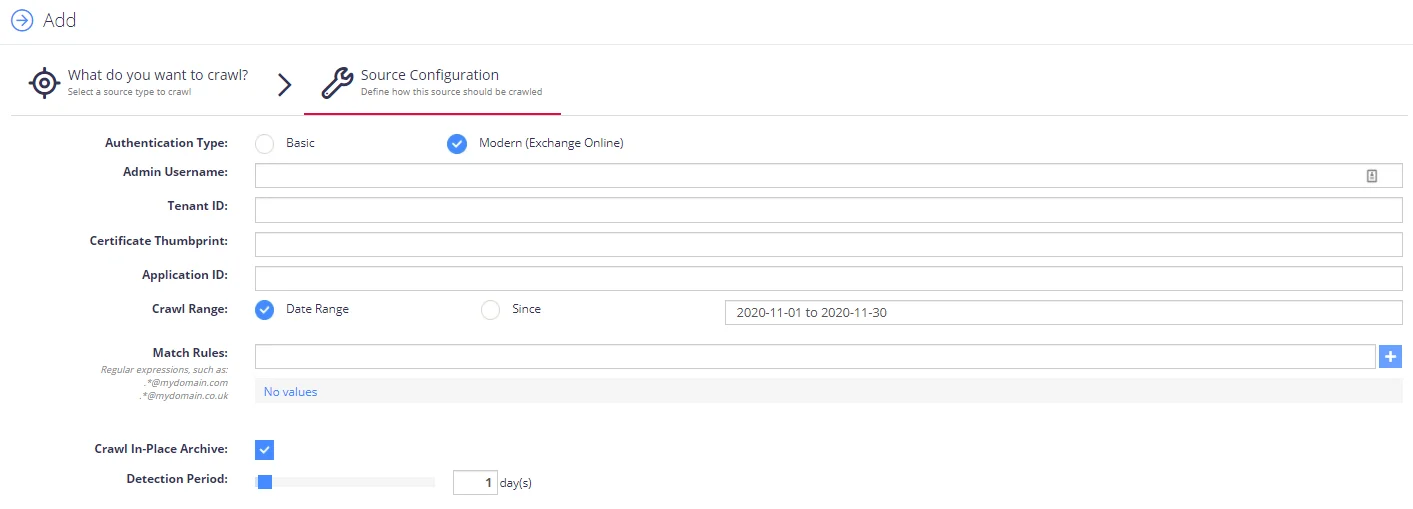 Add
What do you want to crawl?
Select a source type to crawl
Source Configuration
Define how this source should be crawled
Authentication Type: Basic Modern (Exchange Online)
Admin Username:
Tenant ID:
Certificate Thumbprint:
Application ID:
Crawl Range: Date Range Since 2020-11-01 to 2020-11-30
Match Rules:
Regular expressions, such as:
.*@mydomain.com
.*@mydomain.co.uk
No values
Crawl In-Place Archive:
Detection Period: 1 day(s)